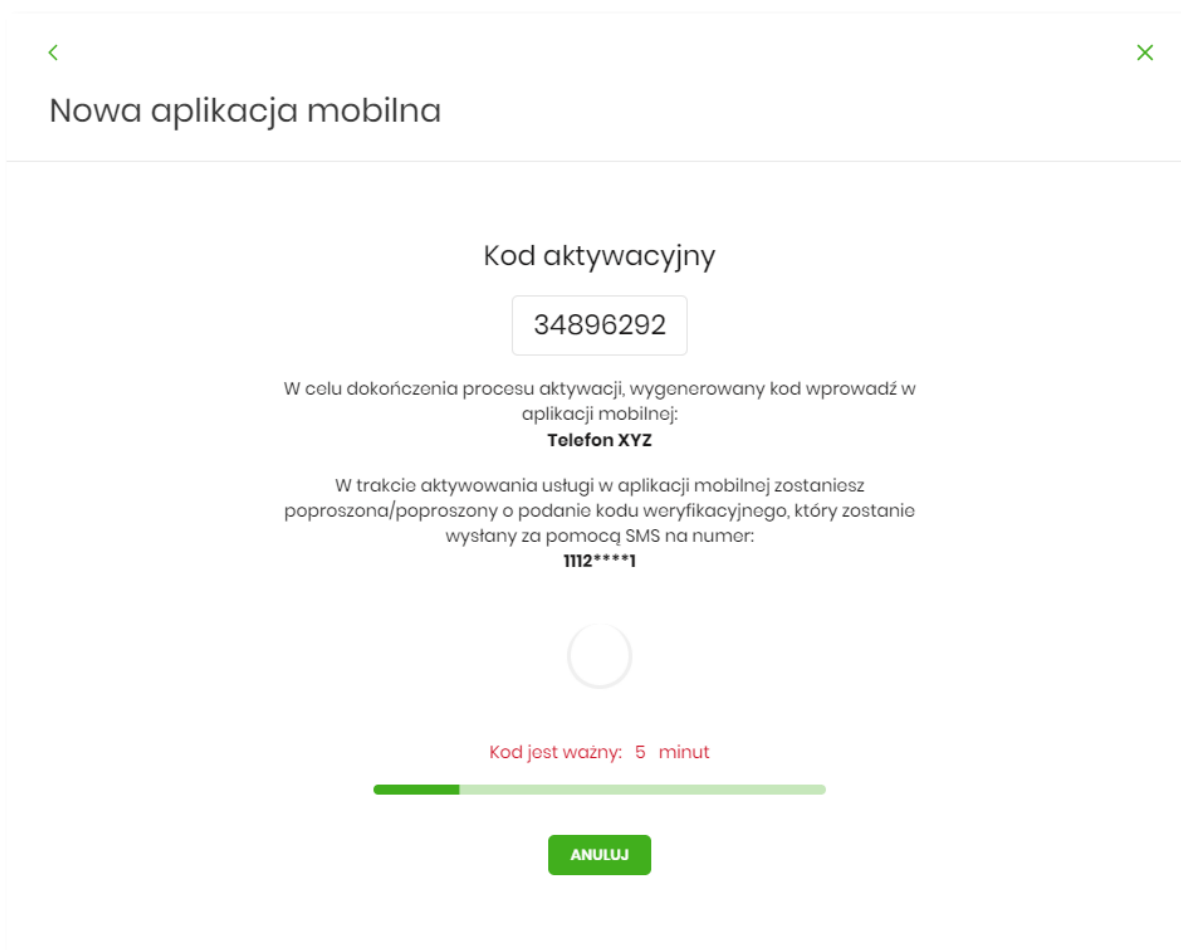 Nowa aplikacja mobilna
Kod aktywacyjny
34896292
W celu dokończenia procesu aktywacji, wygenerowany kod wprowadź w
aplikacji mobilnej:
Telefon XYZ
W trakcie aktywowania usługi w aplikacji mobilnej zostaniesz
poproszona/poproszony o podanie kodu weryfikacyjnego, który zostanie
wysłany za pomocą SMS na numer:
1112****1
Kod jest ważny: 5 minut
ANULUJ